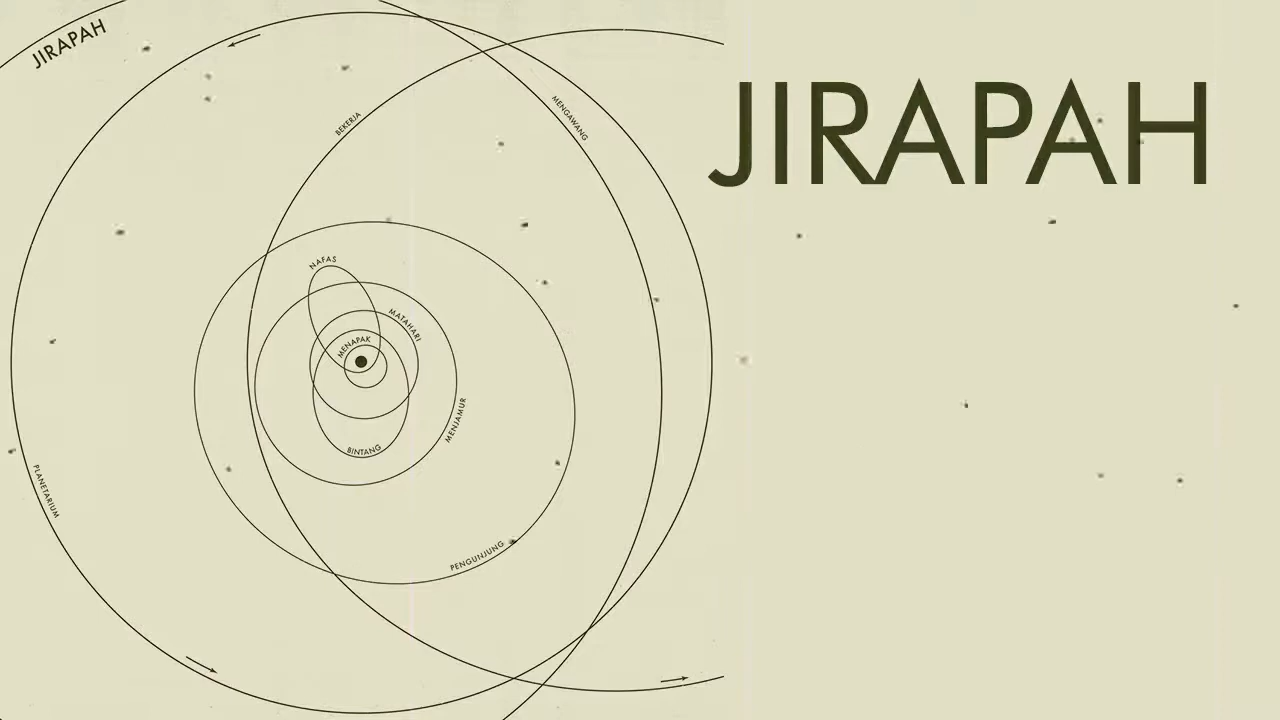 JIRAPAH
JIRAPAH
BEKERJA
MENGAWANG
NAFAS
MATAHARI
MENAPAK
MENJAMUR
BINTANG
PLANETARIUM
PENGUNJUNG